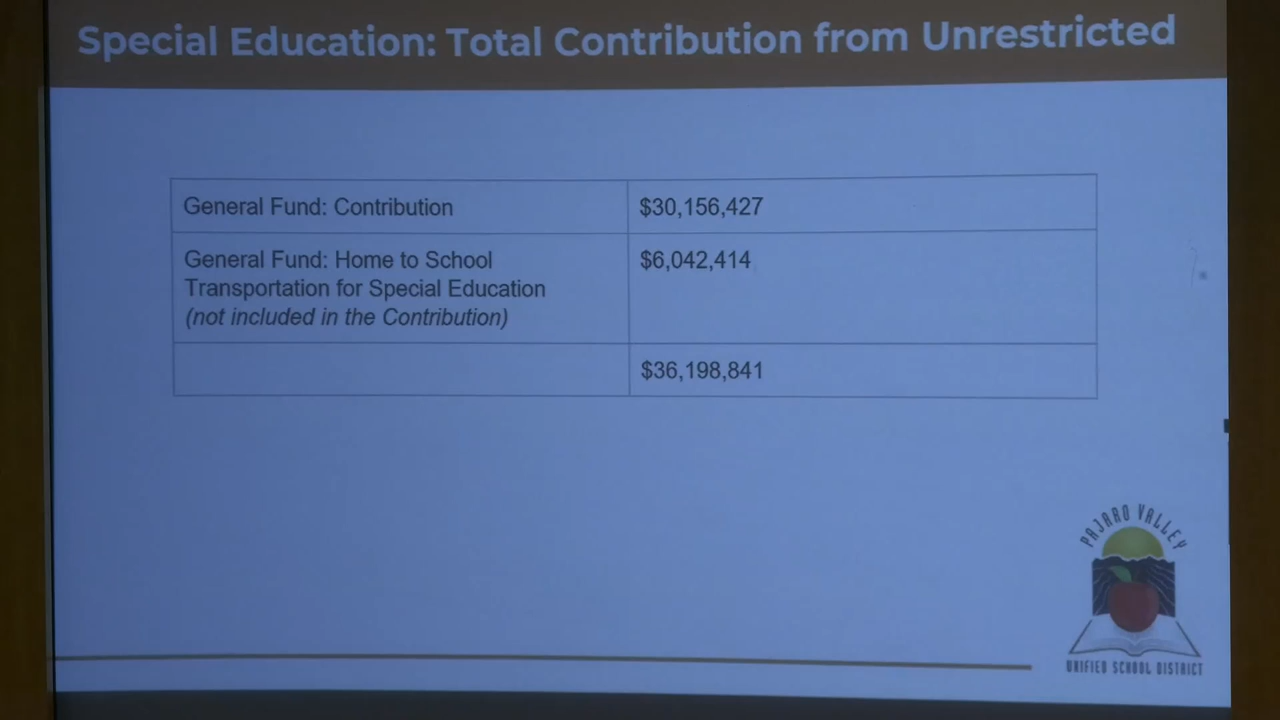 Special Education: Total Contribution from Unrestricted
General Fund: Contribution
$30,156,427
General Fund: Home to School
Transportation for Special Education
(not included in the Contribution)
$6,042,414
$36,198,841
PAJARO VALLEY
UNIFIED SCHOOL DISTRICT